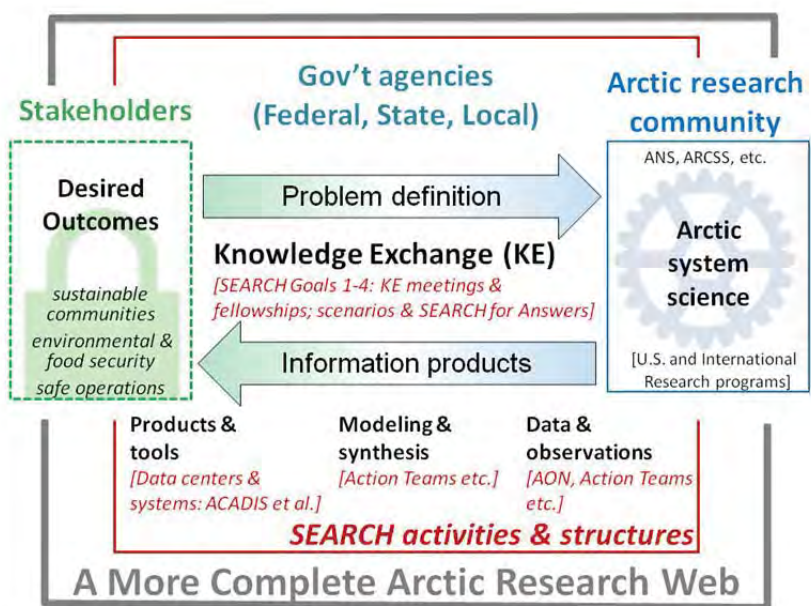 Gov't agencies
(Federal, State, Local)
Stakeholders
Arctic research
community
Desired
Outcomes
sustainable
communities
environmental &
food security
safe operations
Problem definition
Knowledge Exchange (KE)
[SEARCH Goals 1-4: KE meetings &
fellowships; scenarios & SEARCH for Answers]
Information products
ANS, ARCSS, etc.
Arctic
system
science
[U.S. and International
Research programs]
Products &
tools
[Data centers &
systems: ACADIS et al.]
Modeling &
synthesis
[Action Teams etc.]
Data &
observations
[AON, Action Teams
etc.]
SEARCH activities & structures
A More Complete Arctic Research Web